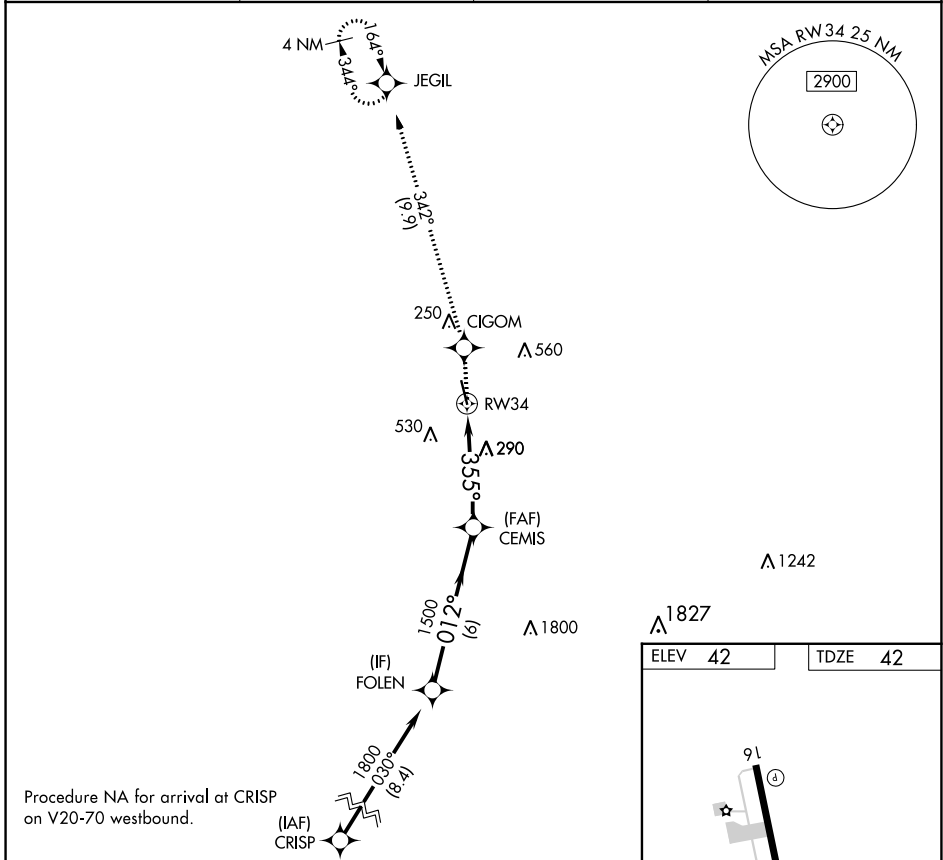 MSA RW34 25 NM
2900
4 NM
164°
344°
JEGIL
342°
(9.9)
250
CIGOM
560
RW34
530
290
355°
(FAF)
CEMIS
1242
1500
012°
(6)
1800
1827
(IF)
FOLEN
ELEV 42
TDZE 42
1800
030°
(8.4)
16
P
Procedure NA for arrival at CRISP
on V20-70 westbound.
(IAF)
CRISP